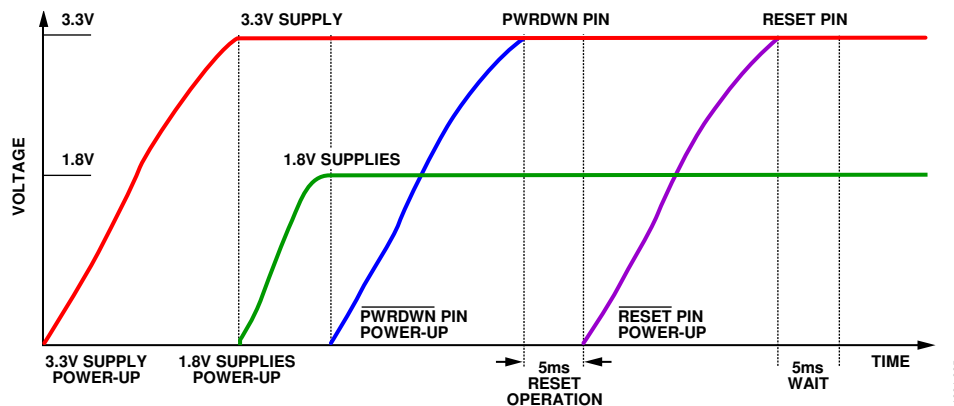 3.3V
3.3V SUPPLY
PWRDWN PIN
RESET PIN
VOLTAGE
1.8V
1.8V SUPPLIES
PWRDWN PIN
POWER-UP
RESET PIN
POWER-UP
3.3V SUPPLY
POWER-UP
1.8V SUPPLIES
POWER-UP
5ms
RESET
OPERATION
5ms
WAIT
TIME